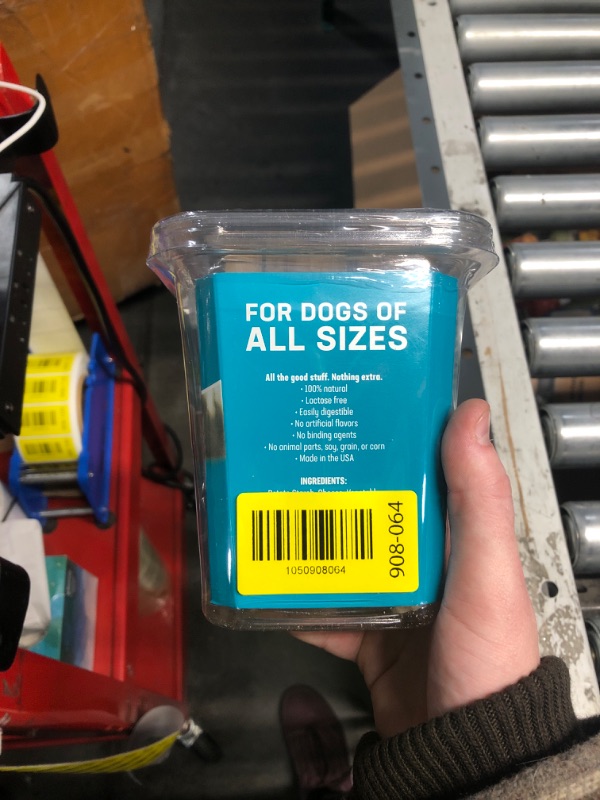 FOR DOGS OF
ALL SIZES
All the good stuff. Nothing extra.
• 100% natural
• Lactose free
• Easily digestible
• No artificial flavors
• No binding agents
• No animal parts, soy, grain, or corn
• Made in the USA
INGREDIENTS:
1050908064
908-064